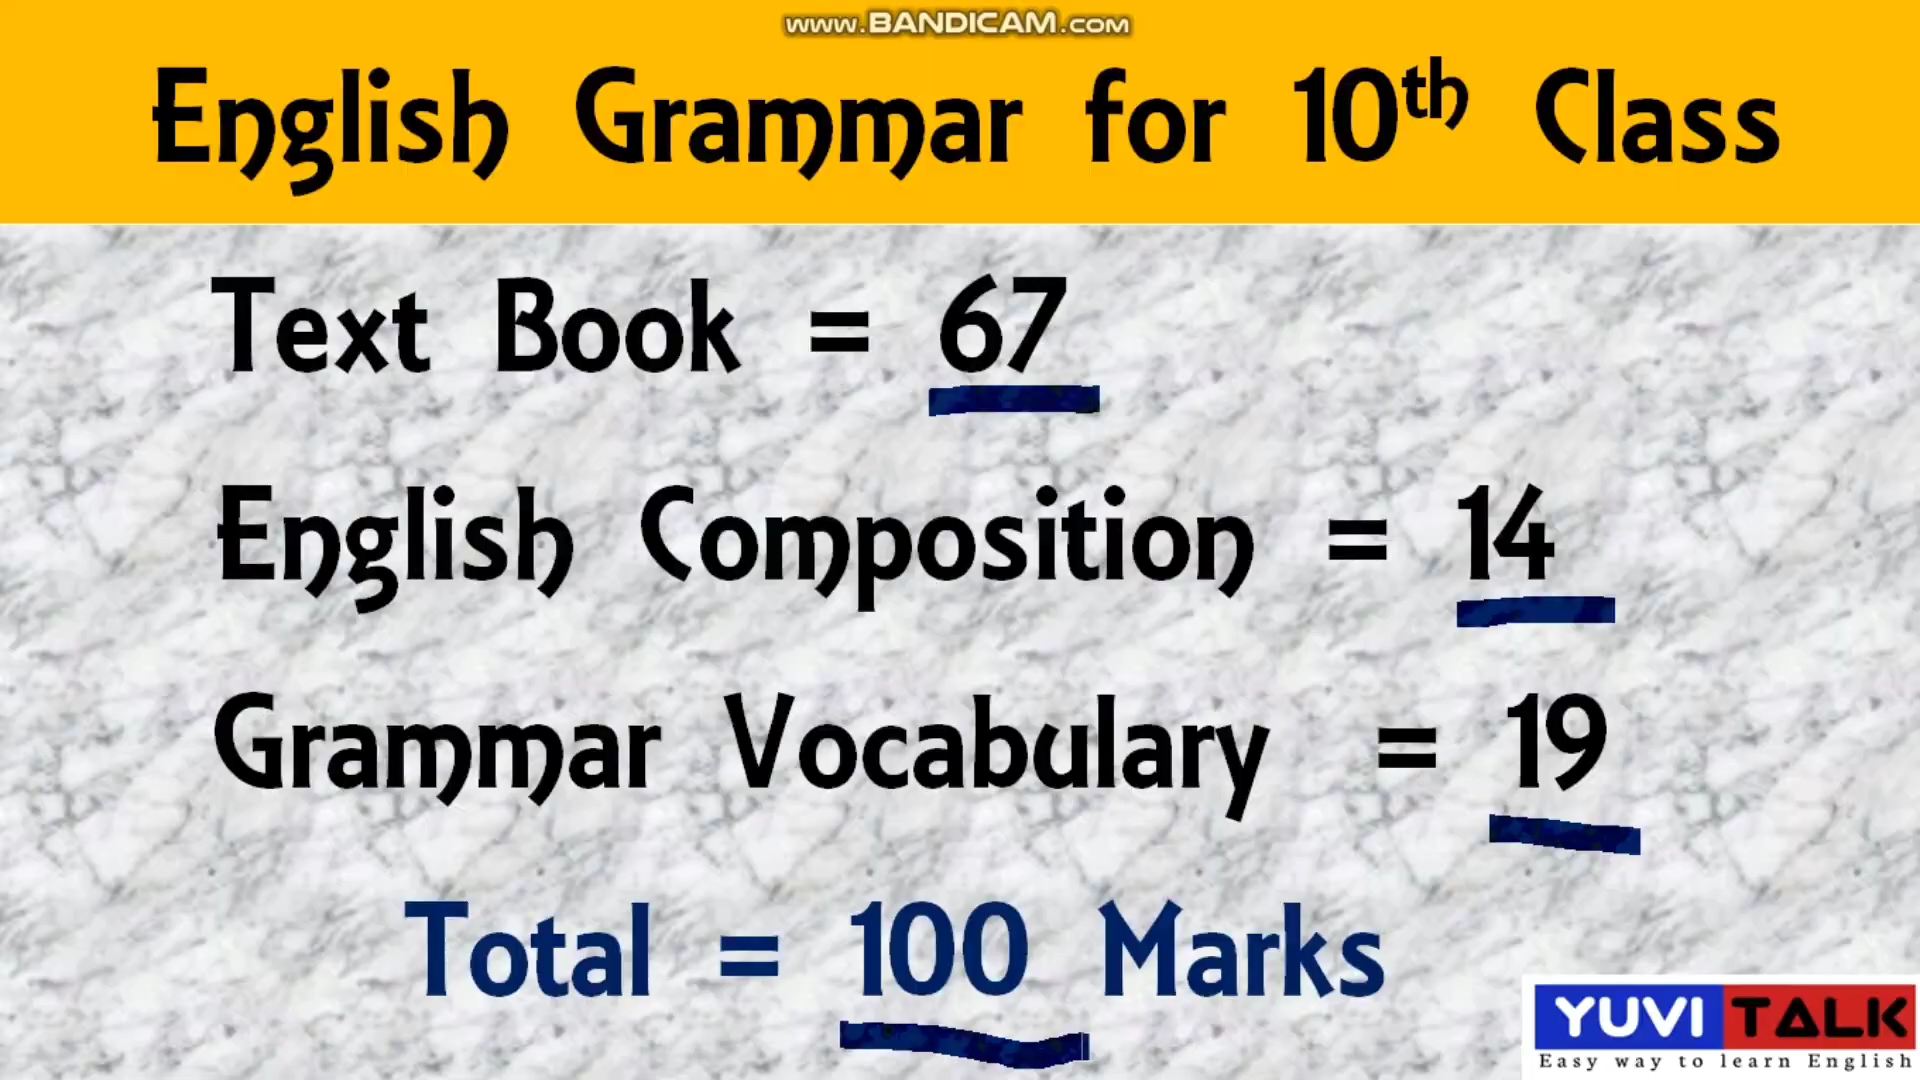 www.BANDICAM.com
English Grammar for 10th Class
Text Book = 67
English Composition = 14
Grammar Vocabulary = 19
Total = 100 Marks
YUVI TALK
Easy way to learn English